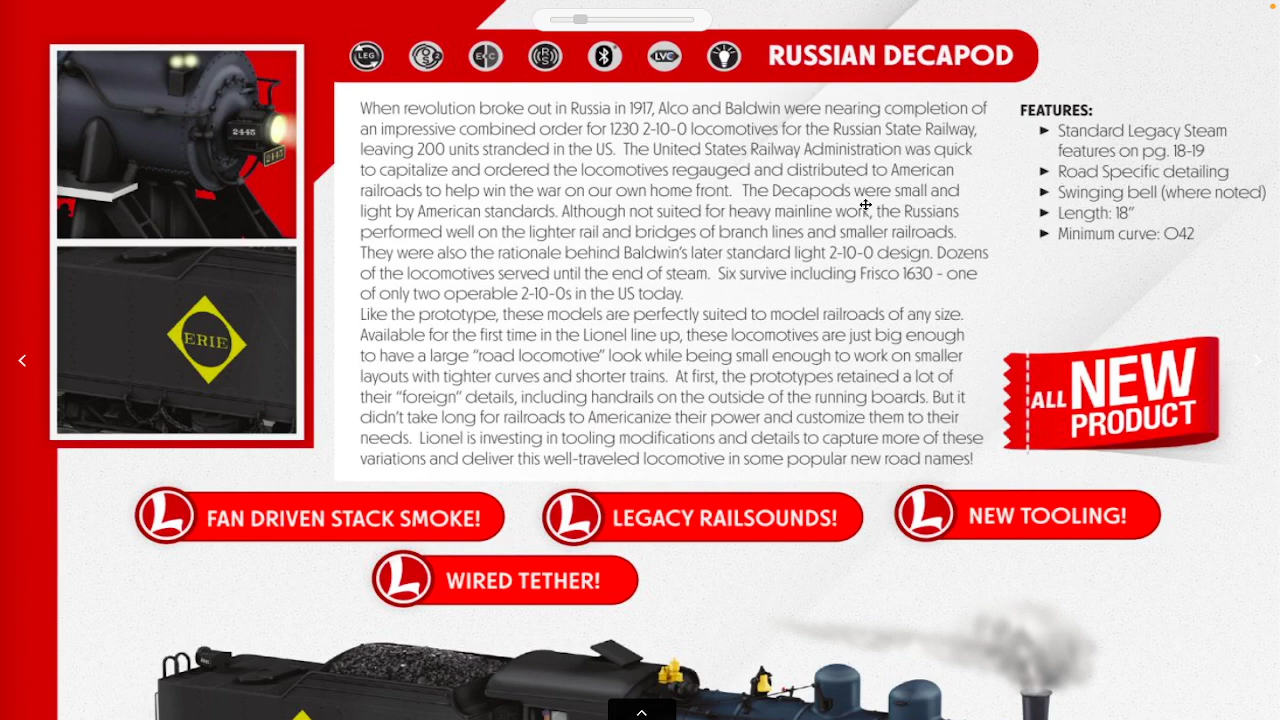 LEG
EC
RS
LVC
RUSSIAN DECAPOD
2445
2445
ERIE
When revolution broke out in Russia in 1917, Alco and Baldwin were nearing completion of
an impressive combined order for 1230 2-10-0 locomotives for the Russian State Railway,
leaving 200 units stranded in the US. The United States Railway Administration was quick
to capitalize and ordered the locomotives regauged and distributed to American
railroads to help win the war on our own home front. The Decapods were small and
light by American standards. Although not suited for heavy mainline work, the Russians
performed well on the lighter rail and bridges of branch lines and smaller railroads.
They were also the rationale behind Baldwin's later standard light 2-10-0 design. Dozens
of the locomotives served until the end of steam. Six survive including Frisco 1630 - one
of only two operable 2-10-0s in the US today.
Like the prototype, these models are perfectly suited to model railroads of any size.
Available for the first time in the Lionel line up, these locomotives are just big enough
to have a large "road locomotive" look while being small enough to work on smaller
layouts with tighter curves and shorter trains. At first, the prototypes retained a lot of
their "foreign" details, including handrails on the outside of the running boards. But it
didn't take long for railroads to Americanize their power and customize them to their
needs. Lionel is investing in tooling modifications and details to capture more of these
variations and deliver this well-traveled locomotive in some popular new road names!
FEATURES:
► Standard Legacy Steam
features on pg. 18-19
► Road Specific detailing
► Swinging bell (where noted)
► Length: 18"
► Minimum curve: O42
ALL NEW
PRODUCT
L FAN DRIVEN STACK SMOKE!
L LEGACY RAILSOUNDS!
L NEW TOOLING!
L WIRED TETHER!